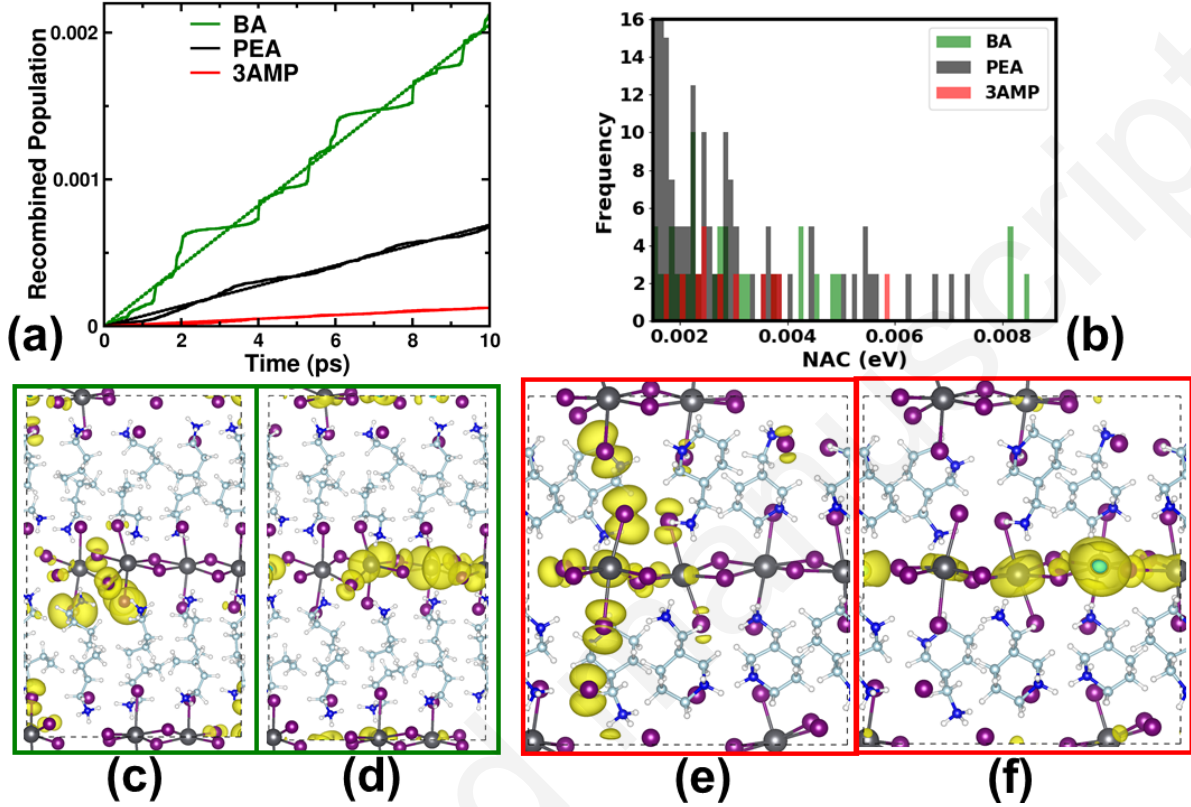 0.002
0.001
0
Recombined Population
BA
PEA
3AMP
0 2 4 6 8 10
Time (ps)
(a)
16
14
12
10
8
6
4
2
0
Frequency
BA
PEA
3AMP
0.002 0.004 0.006 0.008
NAC (eV)
(b)
(c) (d) (e) (f)
manuscript